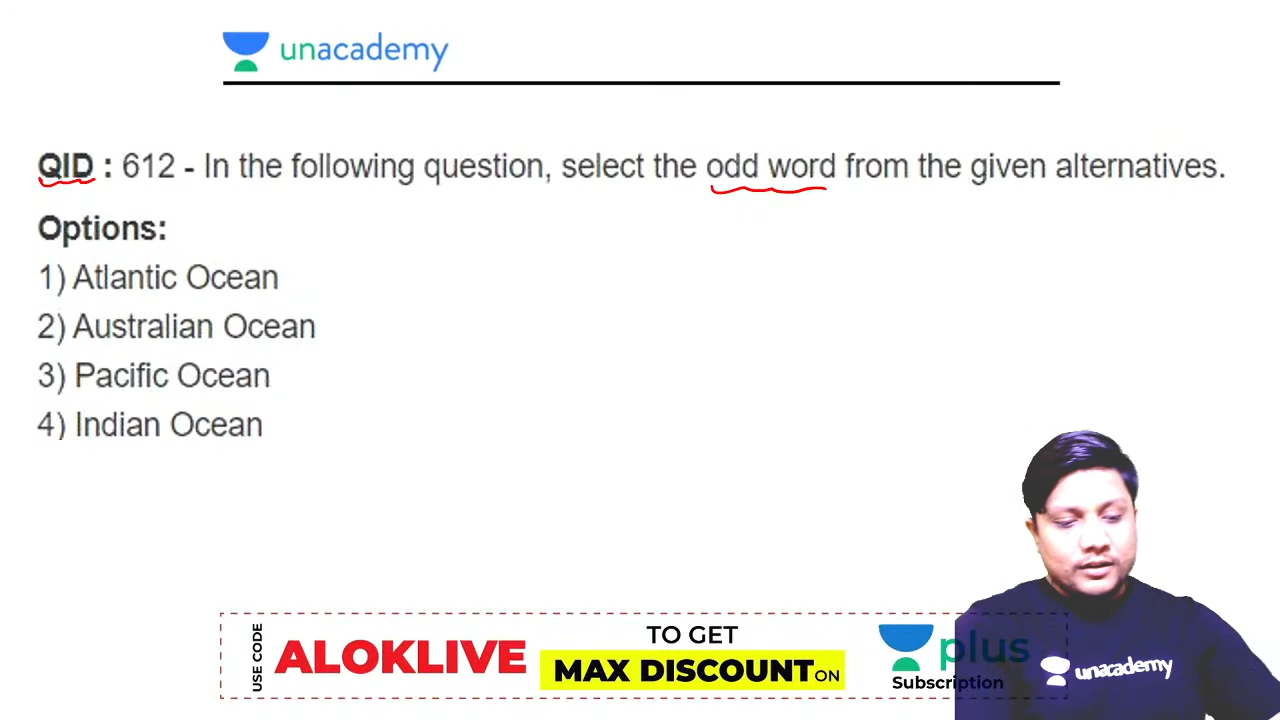 unacademy
QID : 612 - In the following question, select the odd word from the given alternatives.
Options:
1) Atlantic Ocean
2) Australian Ocean
3) Pacific Ocean
4) Indian Ocean
USE CODE
ALOKLIVE
TO GET
MAX DISCOUNT ON
plus
Subscription
unacademy